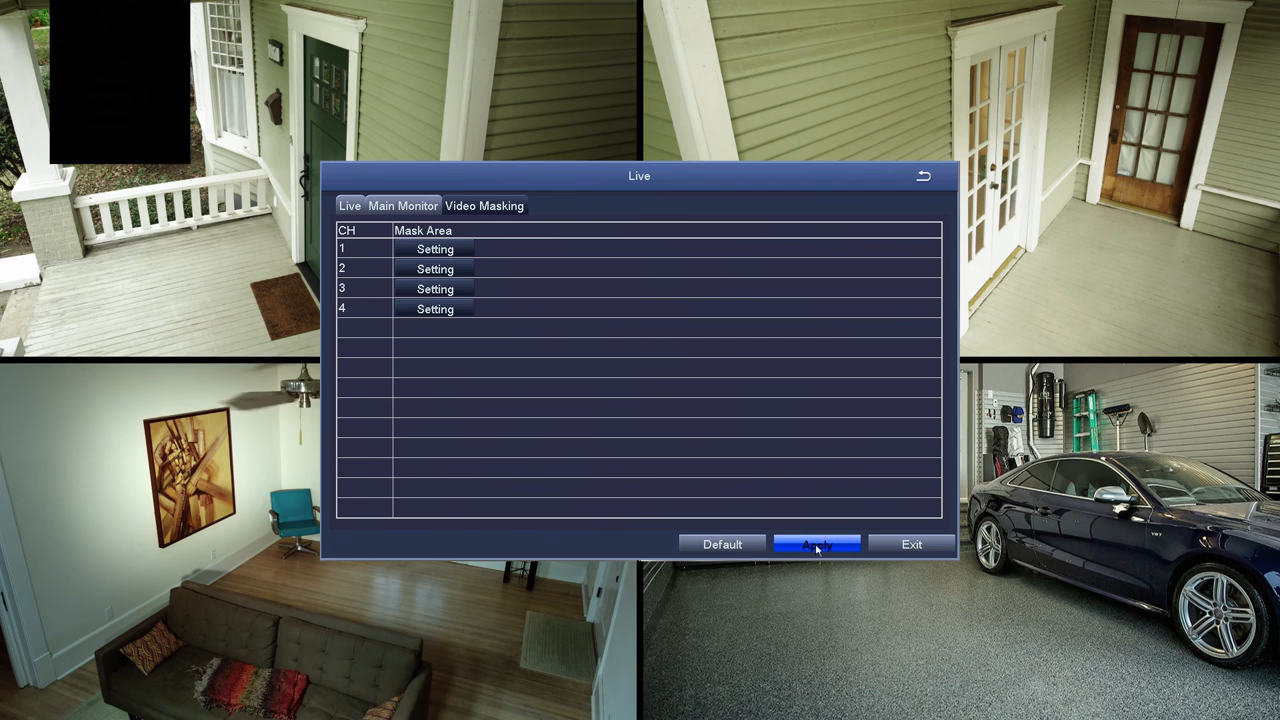 Live
Live Main Monitor Video Masking
CH Mask Area
1 Setting
2 Setting
3 Setting
4 Setting
Default Apply Exit